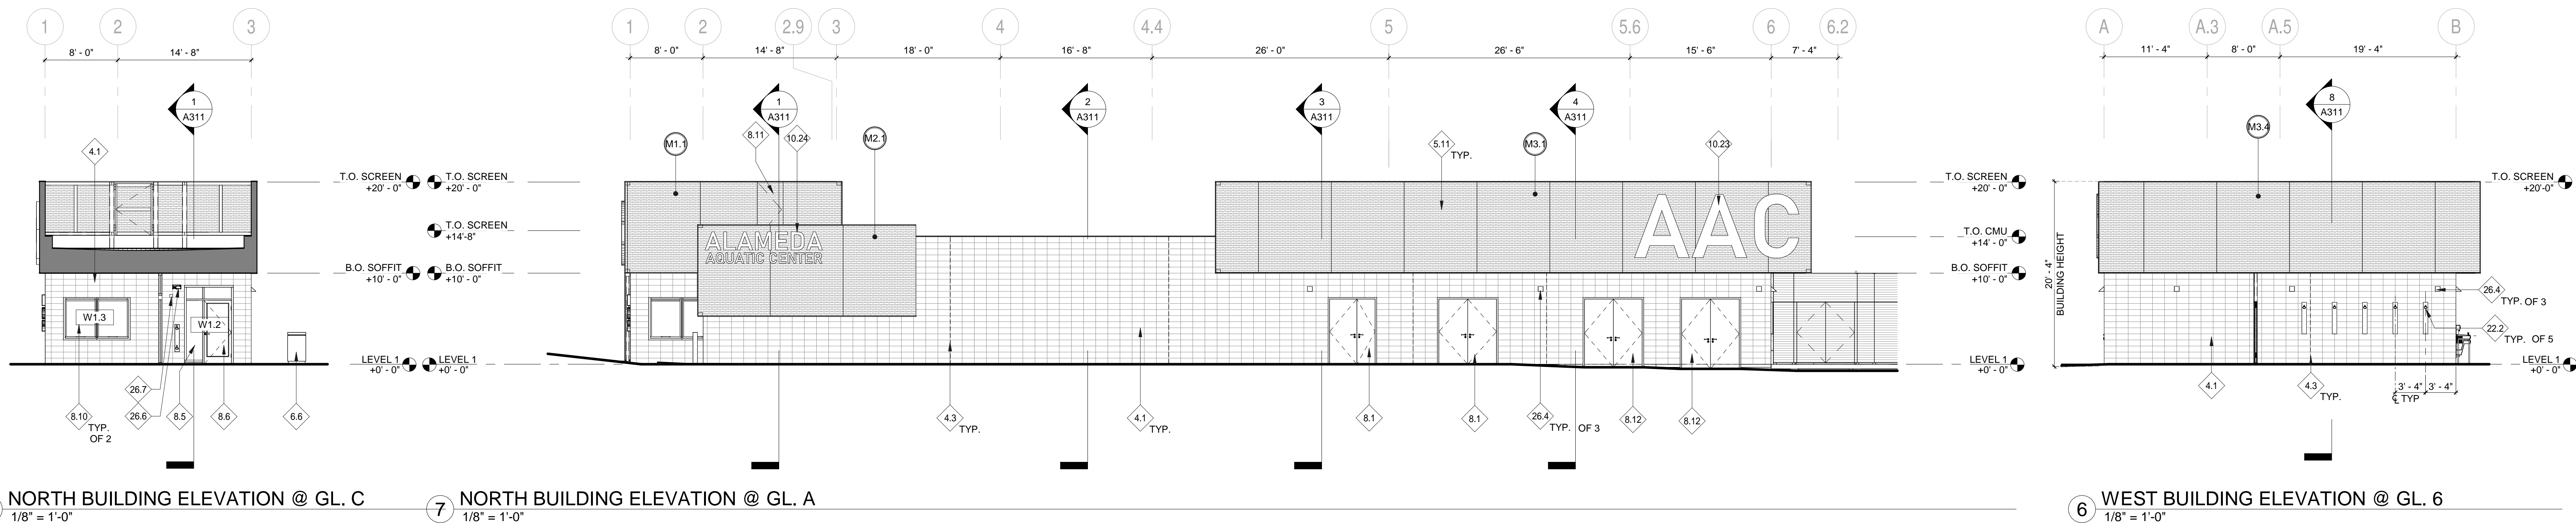 1
2
3
8' - 0"
14' - 8"
1
A311
4.1
T.O. SCREEN
+20' - 0"
B.O. SOFFIT
+10' - 0"
LEVEL 1
+0' - 0"
W1.3
W1.2
26.7
26.6
8.10
TYP.
OF 2
8.5
8.6
6.6
NORTH BUILDING ELEVATION @ GL. C
1/8" = 1'-0"
T.O. SCREEN
+20' - 0"
T.O. SCREEN
+14'-8"
B.O. SOFFIT
+10' - 0"
LEVEL 1
+0' - 0"
1
2
2.9
3
4
4.4
5
5.6
6
6.2
8' - 0"
14' - 8"
18' - 0"
16' - 8"
26' - 0"
26' - 6"
15' - 6"
7' - 4"
1
A311
2
A311
3
A311
4
A311
M1.1
8.11
10.24
M2.1
5.11
TYP.
M3.1
10.23
ALAMEDA
AQUATIC CENTER
AAC
T.O. SCREEN
+20' - 0"
T.O. CMU
+14' - 0"
B.O. SOFFIT
+10' - 0"
LEVEL 1
+0' - 0"
4.3
TYP.
4.1
TYP.
8.1
8.1
26.4
TYP. OF 3
8.12
8.12
7
NORTH BUILDING ELEVATION @ GL. A
1/8" = 1'-0"
A
A.3
A.5
B
11' - 4"
8' - 0"
19' - 4"
8
A311
M3.4
T.O. SCREEN
+20'-0"
20' - 4"
BUILDING HEIGHT
26.4
TYP. OF 3
22.2
TYP. OF 5
LEVEL 1
+0' - 0"
4.1
4.3
TYP.
3' - 4"
3' - 4"
℄ TYP
6
WEST BUILDING ELEVATION @ GL. 6
1/8" = 1'-0"